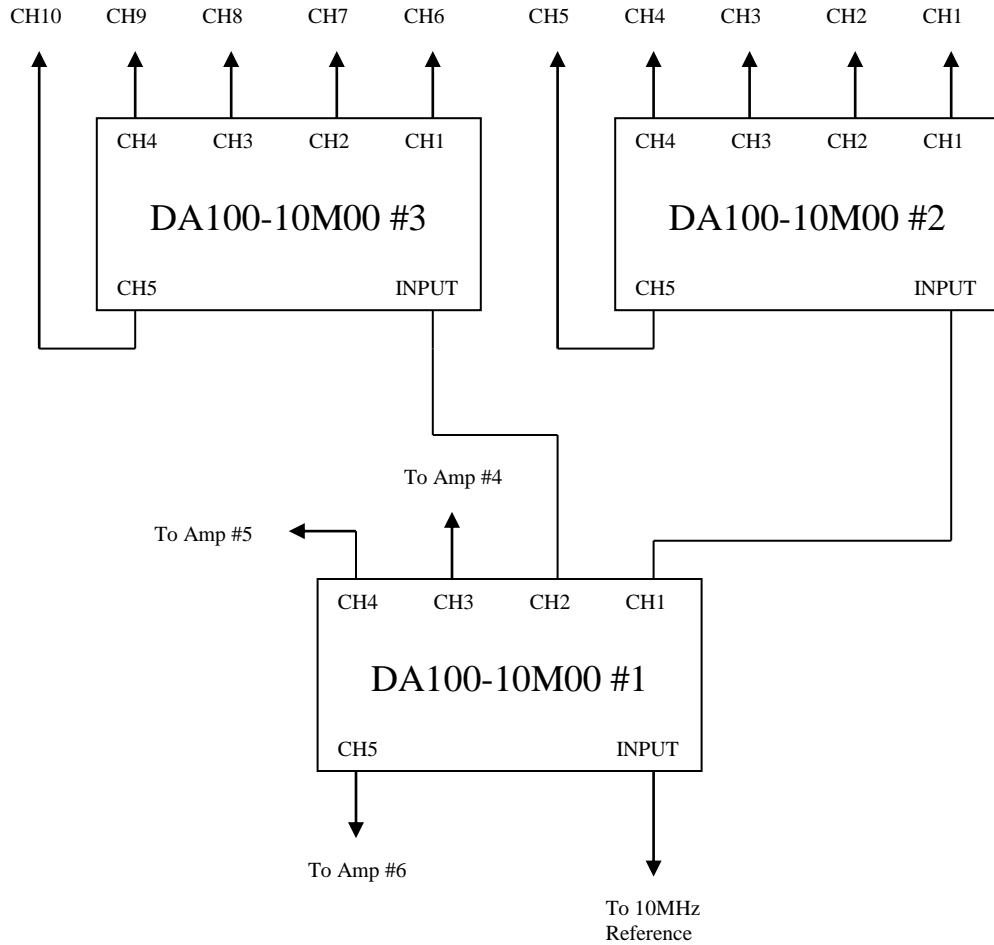 CH10 CH9 CH8 CH7 CH6 CH5 CH4 CH3 CH2 CH1
CH4 CH3 CH2 CH1
DA100-10M00 #3
CH5 INPUT
CH4 CH3 CH2 CH1
DA100-10M00 #2
CH5 INPUT
To Amp #4
To Amp #5
CH4 CH3 CH2 CH1
DA100-10M00 #1
CH5 INPUT
To Amp #6
To 10MHz
Reference